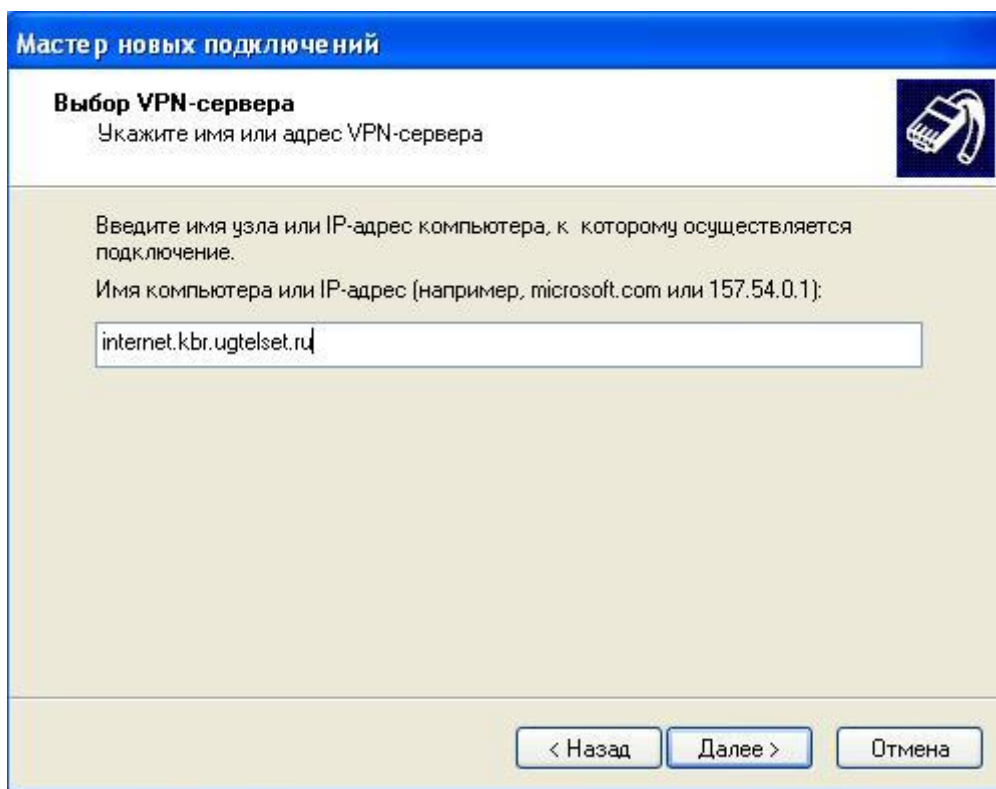 Мастер новых подключений
Выбор VPN-сервера
Укажите имя или адрес VPN-сервера
Введите имя узла или IP-адрес компьютера, к которому осуществляется
подключение.
Имя компьютера или IP-адрес (например, microsoft.com или 157.54.0.1):
internet.kbr.ugtelset.ru
< Назад
Далее >
Отмена